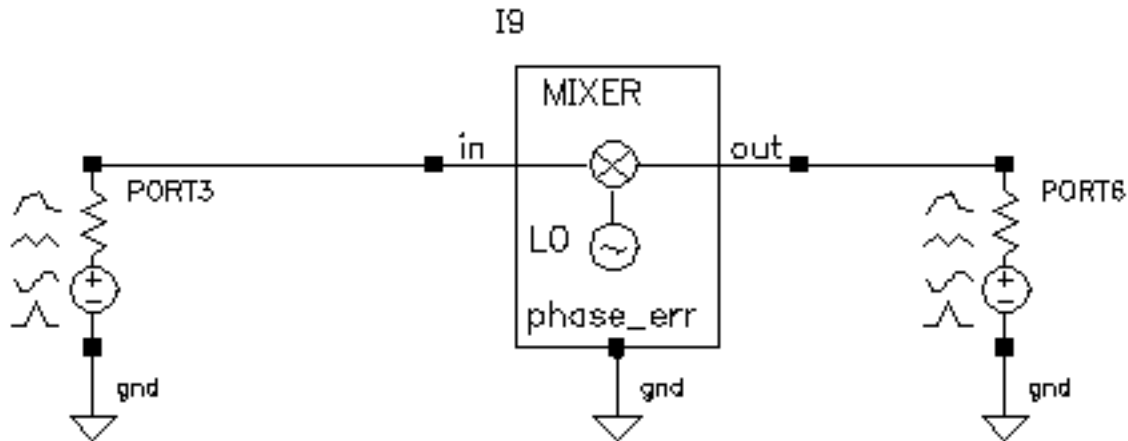 I9
MIXER
in
out
PORT3
PORT6
LO
phase_err
gnd
gnd
gnd